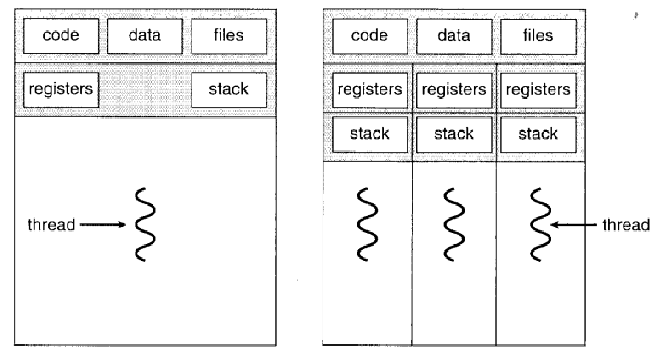 code data files
registers stack
thread
code data files
registers registers registers
stack stack stack
thread